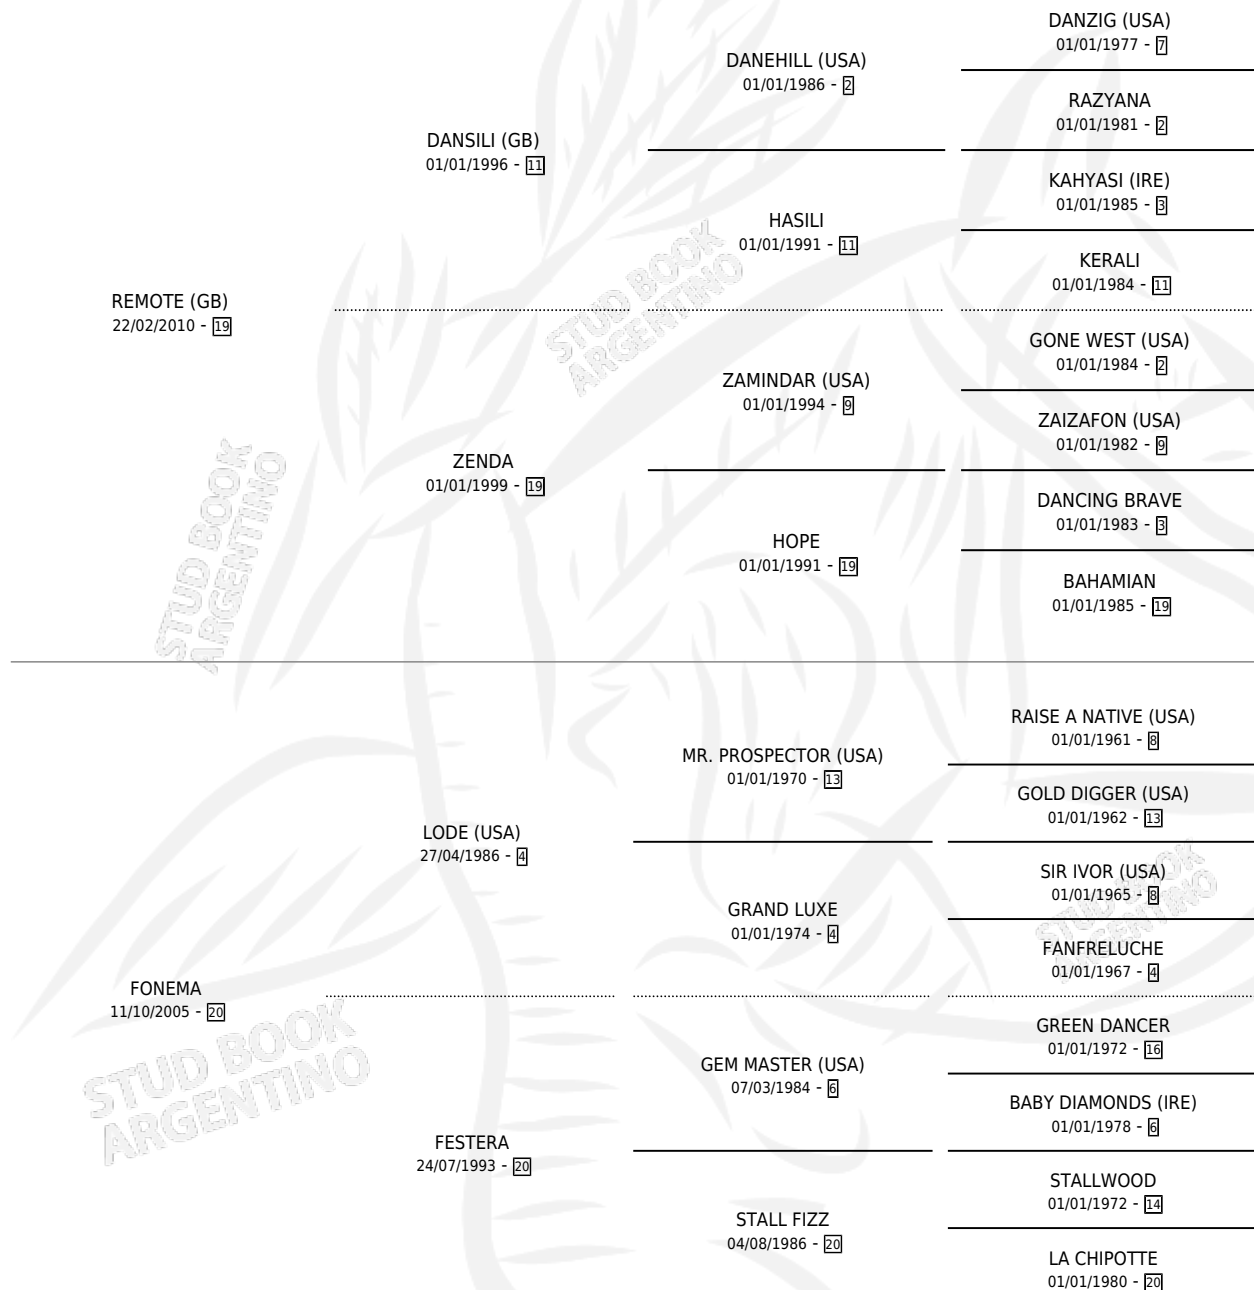 DANZIG (USA)
01/01/1977 - 7
DANEHILL (USA)
01/01/1986 - 2
RAZYANA
01/01/1981 - 2
DANSILI (GB)
01/01/1996 - 11
KAHYASI (IRE)
01/01/1985 - 3
HASILI
01/01/1991 - 11
KERALI
01/01/1984 - 11
REMOTE (GB)
22/02/2010 - 19
GONE WEST (USA)
01/01/1984 - 2
ZAMINDAR (USA)
01/01/1994 - 9
ZAIZAFON (USA)
01/01/1982 - 9
ZENDA
01/01/1999 - 19
DANCING BRAVE
01/01/1983 - 3
HOPE
01/01/1991 - 19
BAHAMIAN
01/01/1985 - 19
RAISE A NATIVE (USA)
01/01/1961 - 8
MR. PROSPECTOR (USA)
01/01/1970 - 13
GOLD DIGGER (USA)
01/01/1962 - 13
LODE (USA)
27/04/1986 - 4
SIR IVOR (USA)
01/01/1965 - 8
GRAND LUXE
01/01/1974 - 4
FANFRELUCHE
01/01/1967 - 4
FONEMA
11/10/2005 - 20
GREEN DANCER
01/01/1972 - 16
GEM MASTER (USA)
07/03/1984 - 6
BABY DIAMONDS (IRE)
01/01/1978 - 6
FESTERA
24/07/1993 - 20
STALLWOOD
01/01/1972 - 14
STALL FIZZ
04/08/1986 - 20
LA CHIPOTTE
01/01/1980 - 20
STUD BOOK
ARGENTINO
STUD BOOK
ARGENTINO
STUD BOOK
ARGENTINO
STUD BOOK
ARGENTINO